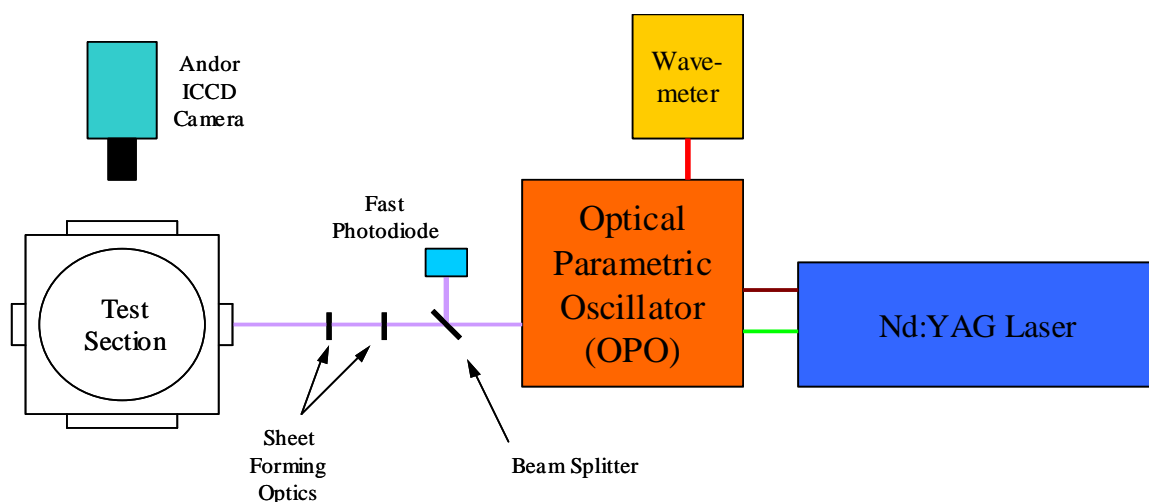 Andor
ICCD
Camera
Wave-
meter
Fast
Photodiode
Optical
Parametric
Oscillator
(OPO)
Nd:YAG Laser
Test
Section
Sheet
Forming
Optics
Beam Splitter